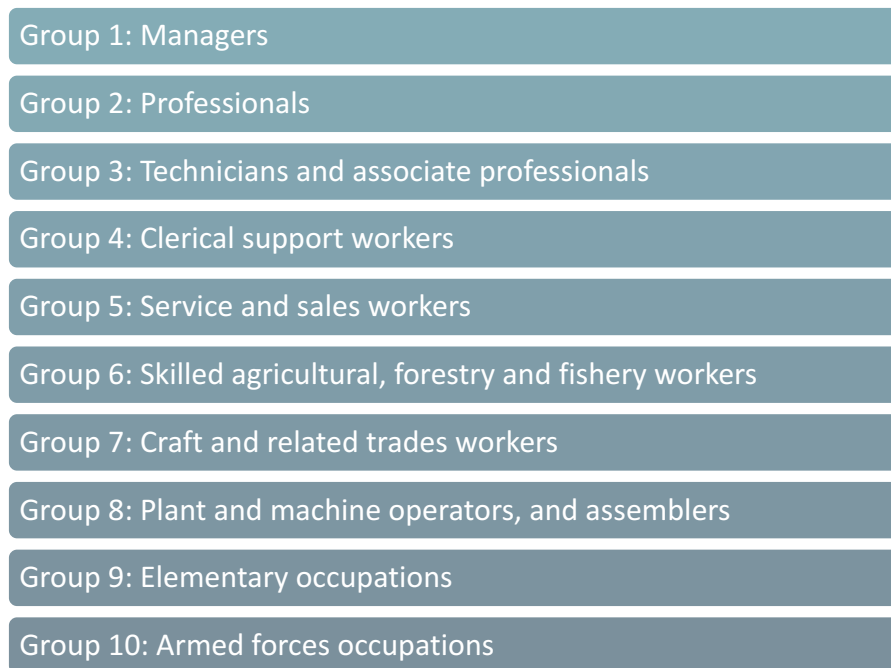 Group 1: Managers
Group 2: Professionals
Group 3: Technicians and associate professionals
Group 4: Clerical support workers
Group 5: Service and sales workers
Group 6: Skilled agricultural, forestry and fishery workers
Group 7: Craft and related trades workers
Group 8: Plant and machine operators, and assemblers
Group 9: Elementary occupations
Group 10: Armed forces occupations